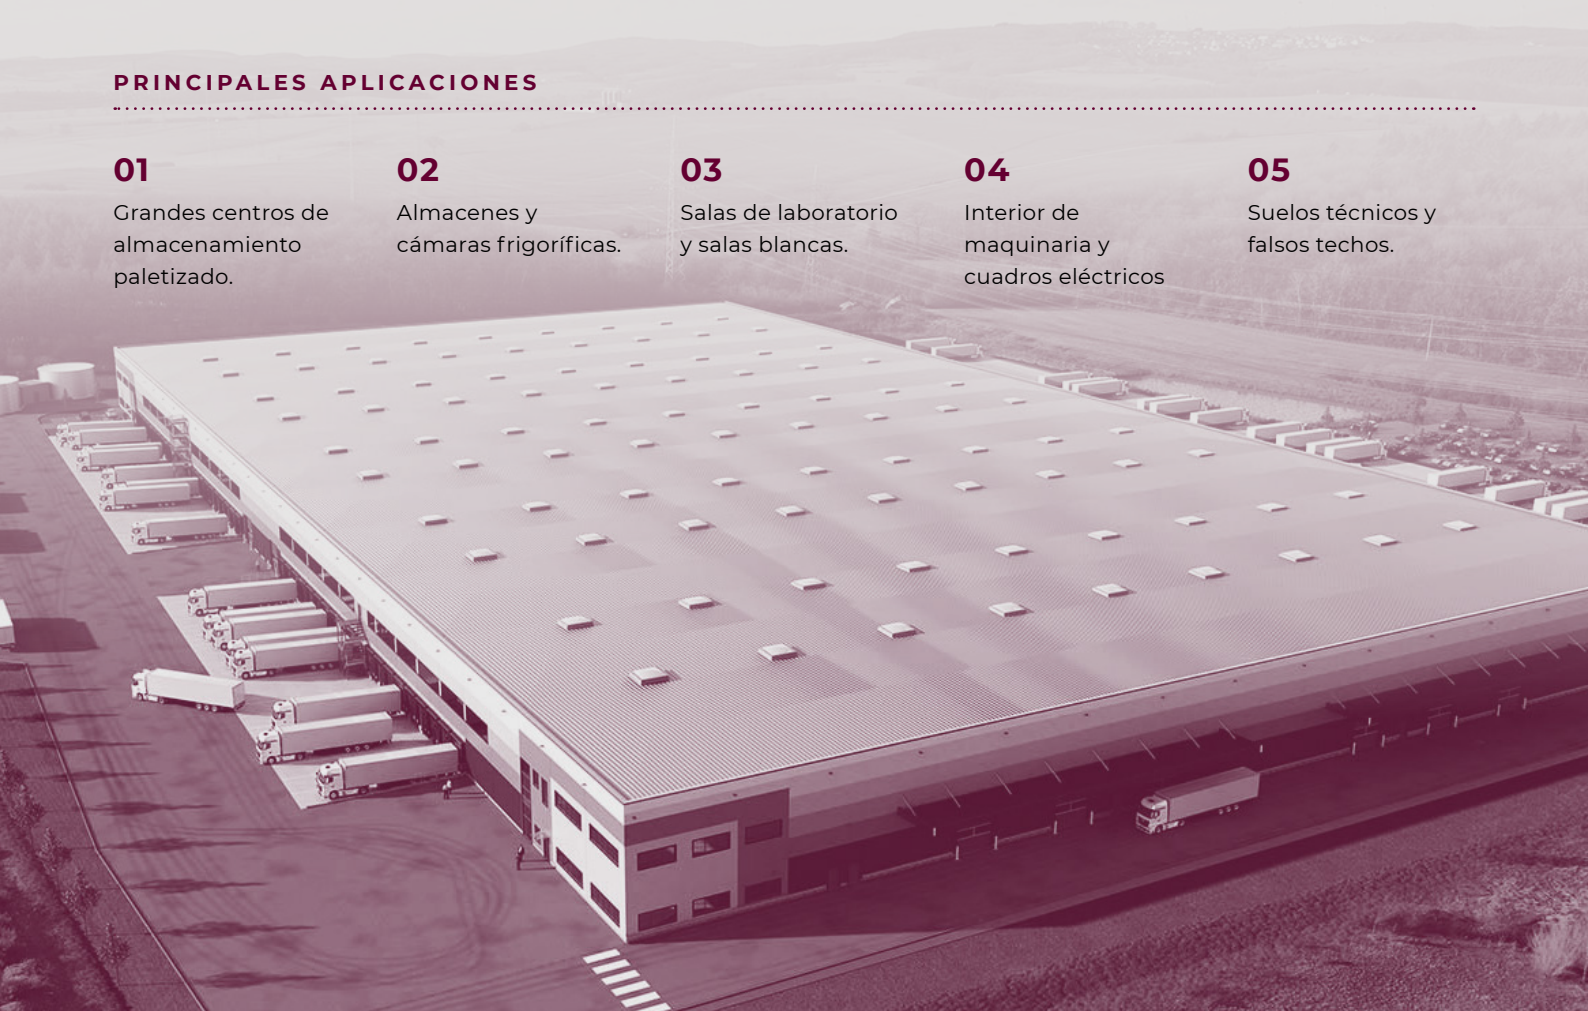 PRINCIPALES APLICACIONES
01
Grandes centros de
almacenamiento
paletizado.
02
Almacenes y
cámaras frigoríficas.
03
Salas de laboratorio
y salas blancas.
04
Interior de
maquinaria y
cuadros eléctricos
05
Suelos técnicos y
falsos techos.